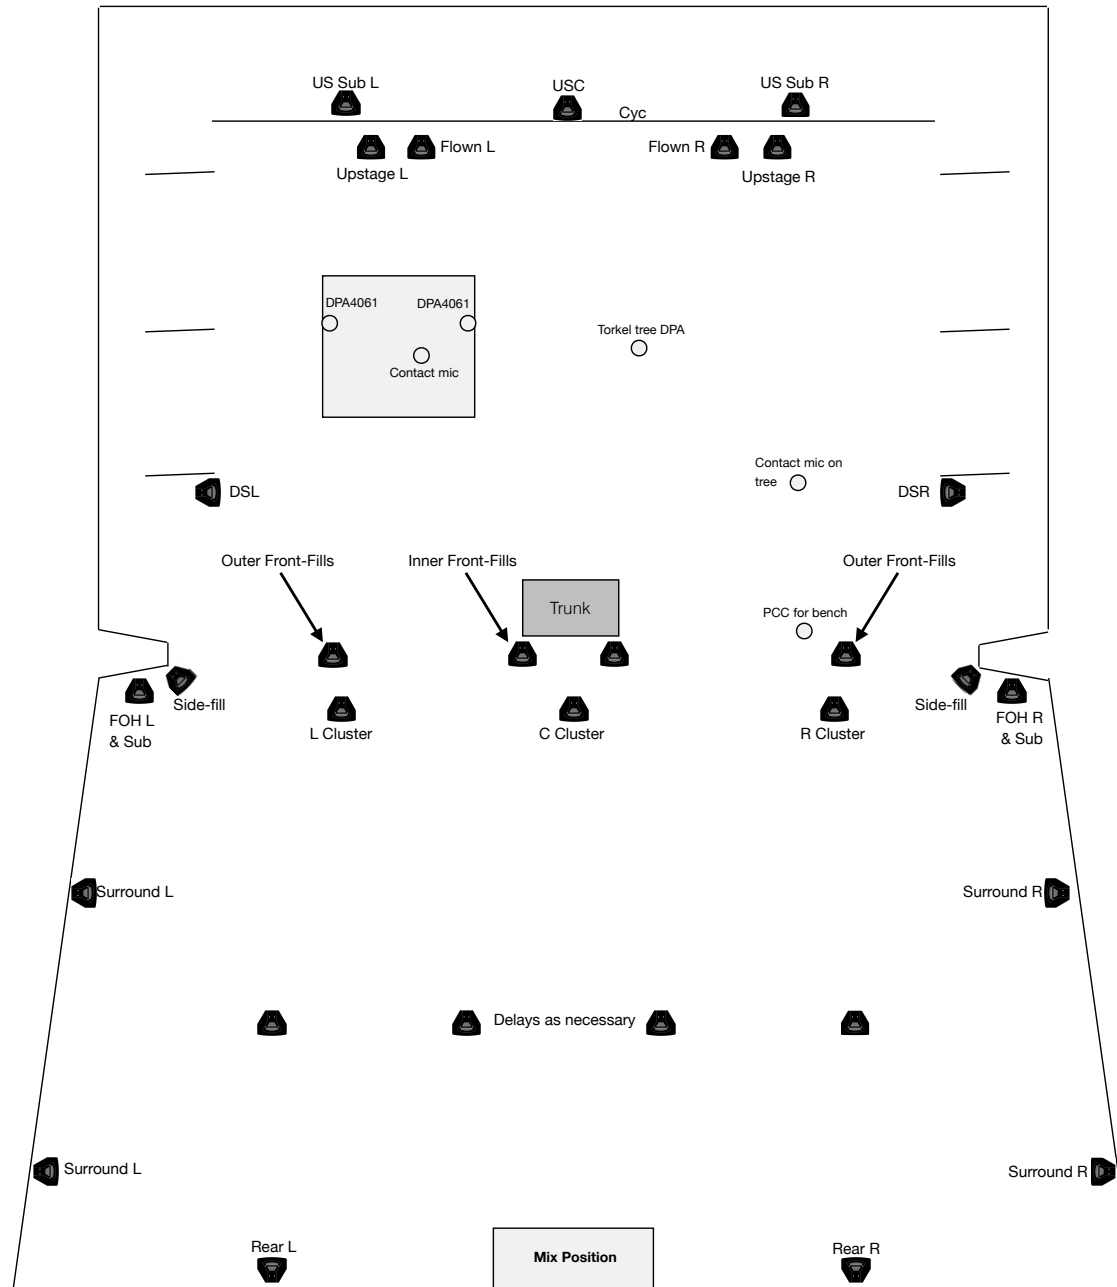 US Sub L
USC
US Sub R
Cyc
Flown L
Flown R
Upstage L
Upstage R
DPA4061
DPA4061
Torkel tree DPA
Contact mic
Contact mic on
tree
DSL
DSR
Outer Front-Fills
Inner Front-Fills
Outer Front-Fills
Trunk
PCC for bench
Side-fill
Side-fill
FOH L
& Sub
L Cluster
C Cluster
R Cluster
FOH R
& Sub
Surround L
Surround R
Delays as necessary
Surround L
Surround R
Rear L
Mix Position
Rear R